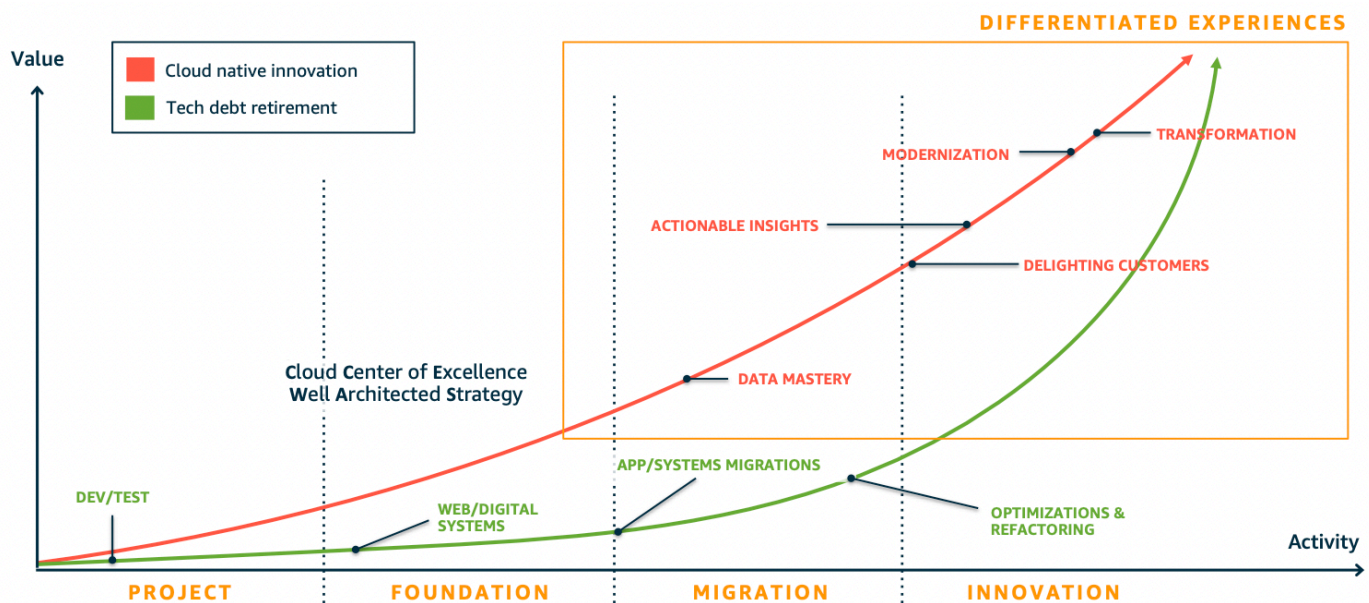 DIFFERENTIATED EXPERIENCES
Value
Cloud native innovation
Tech debt retirement
TRANSFORMATION
MODERNIZATION
ACTIONABLE INSIGHTS
DELIGHTING CUSTOMERS
Cloud Center of Excellence
Well Architected Strategy
DATA MASTERY
APP/SYSTEMS MIGRATIONS
DEV/TEST
WEB/DIGITAL
SYSTEMS
OPTIMIZATIONS &
REFACTORING
Activity
PROJECT
FOUNDATION
MIGRATION
INNOVATION